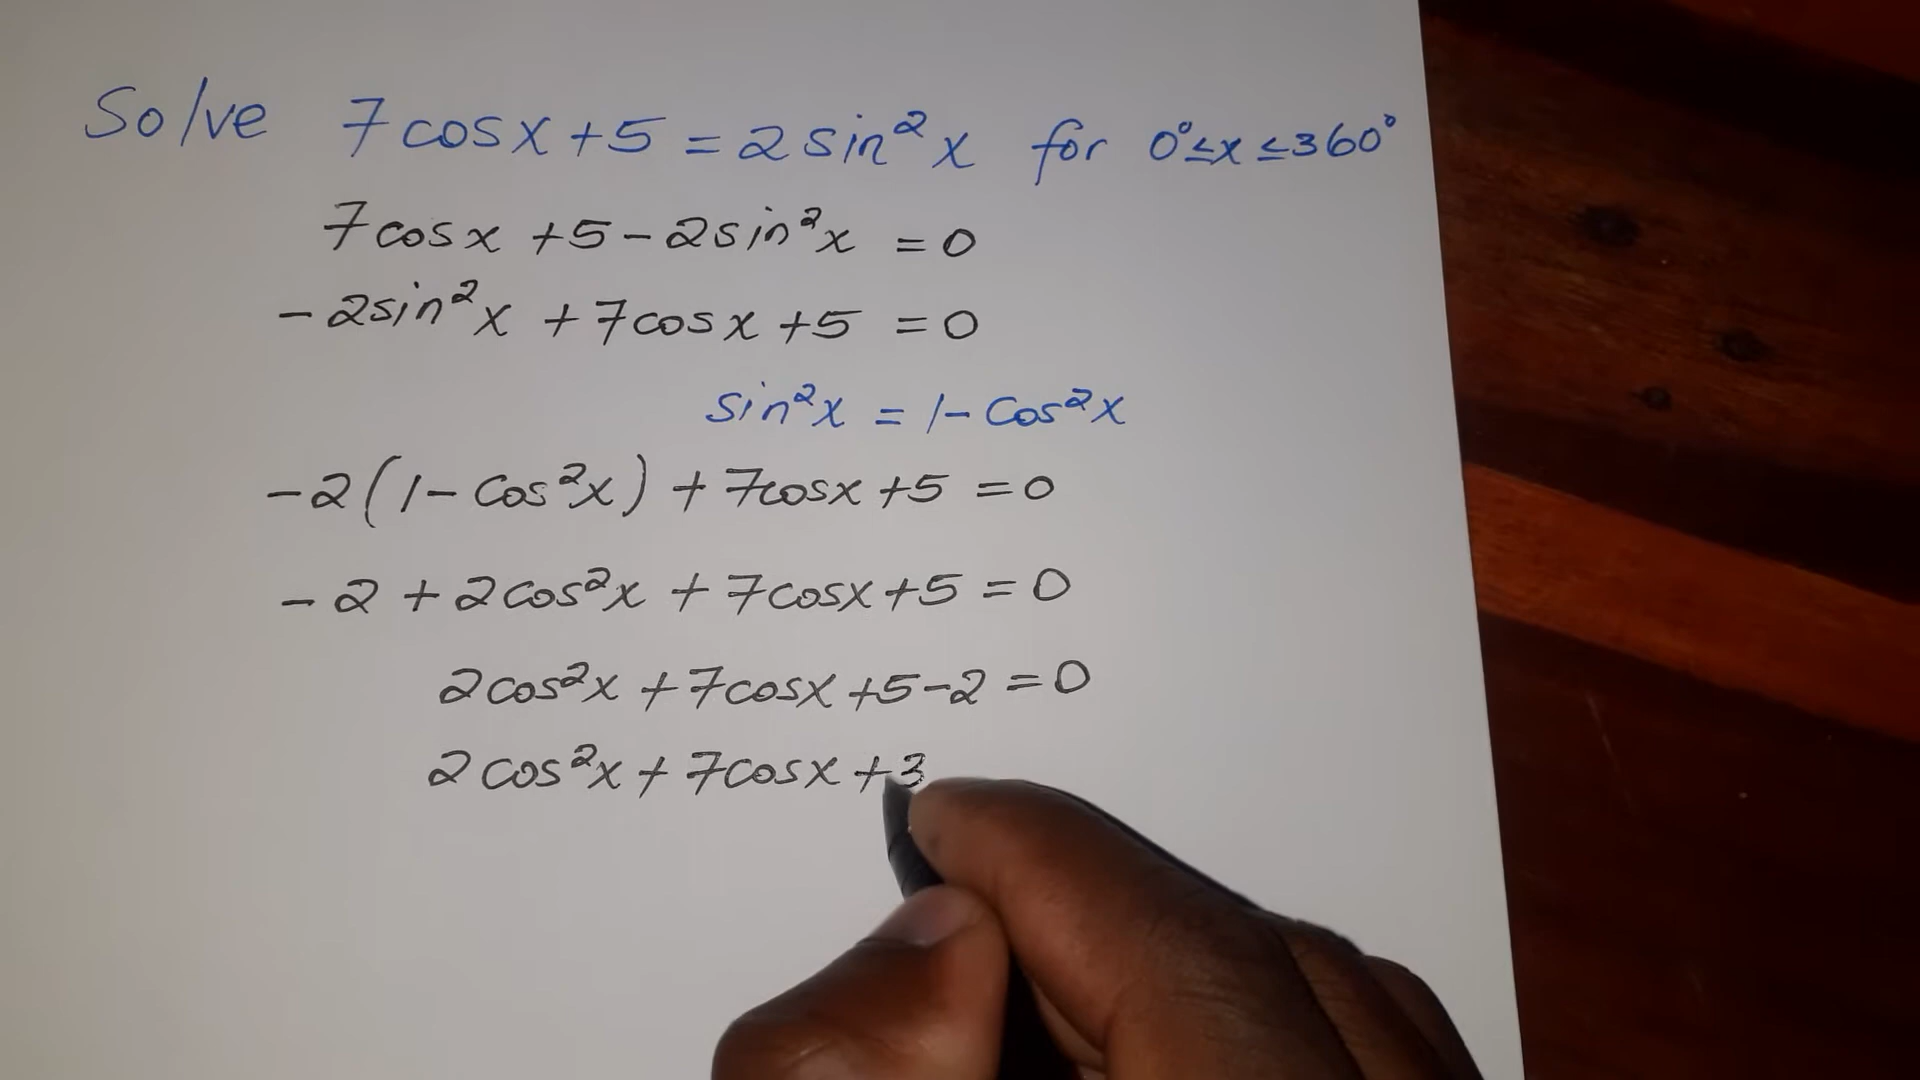 Solve 7cosx+5=2sin²x for 0°≤x≤360°
7cosx +5-2sin²x =0
-2sin²x +7cosx+5 =0
sin²x = 1-Cos²x
-2(1-Cos²x)+7cosx+5=0
-2+2cos²x+7cosx+5=0
2cos²x+7cosx+5-2=0
2cos²x+7cosx+3